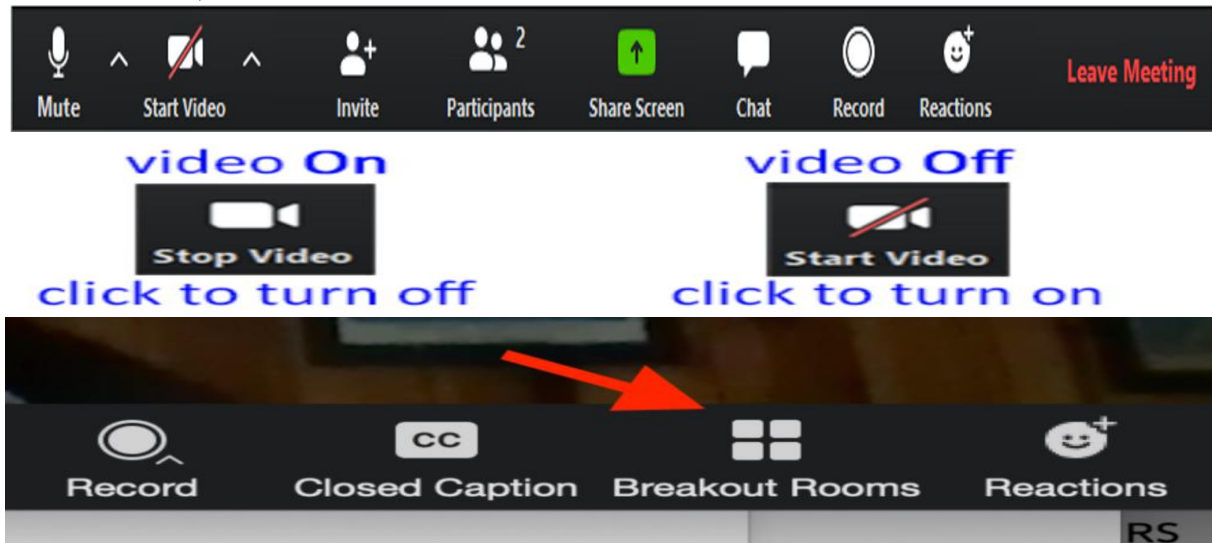 2
Mute Start Video Invite Participants Share Screen Chat Record Reactions Leave Meeting
video On video Off
Stop Video Start Video
click to turn off click to turn on
CC
Record Closed Caption Breakout Rooms Reactions
RS